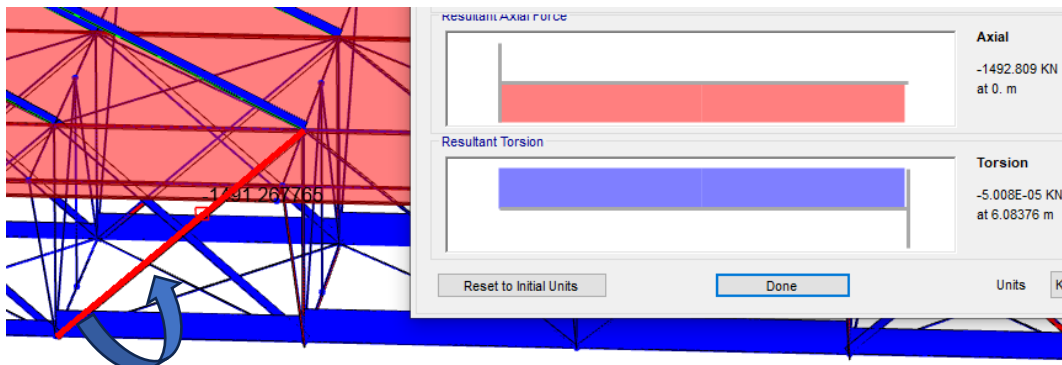 Resultant Axial Force
Axial
-1492.809 KN
at 0. m
-1491.267765
Resultant Torsion
Torsion
-5.008E-05 KN
at 6.08376 m
Reset to Initial Units
Done
Units
K